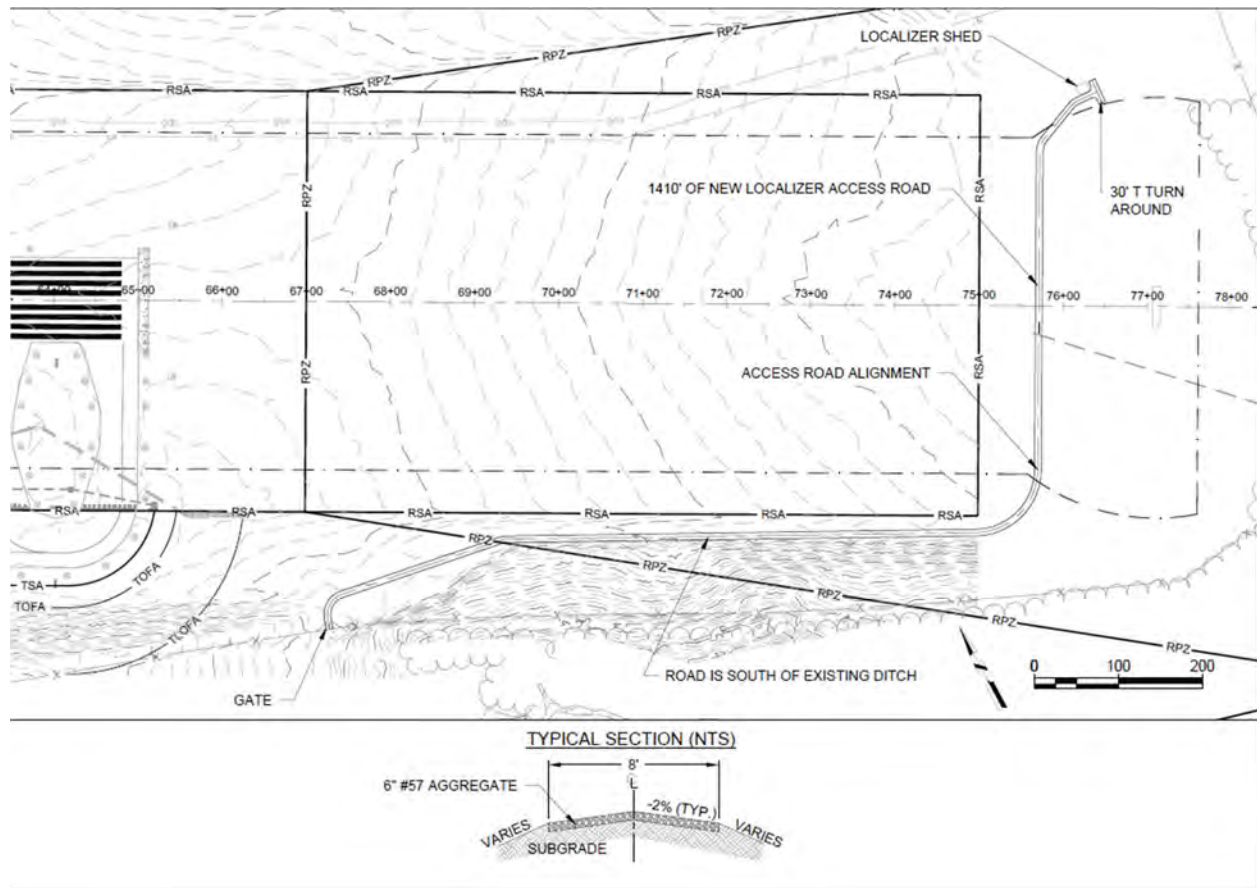 LOCALIZER SHED
RPZ
RPZ
RPZ
RSA
RSA
RSA
RSA
RSA
1410' OF NEW LOCALIZER ACCESS ROAD
30' T TURN
AROUND
RPZ
RSA
64+00
65+00
66+00
67+00
68+00
69+00
70+00
71+00
72+00
73+00
74+00
75+00
76+00
77+00
78+00
RPZ
RSA
ACCESS ROAD ALIGNMENT
RSA
RSA
RSA
RSA
RSA
RSA
TSA
TOFA
TOFA
TLOFA
RPZ
RPZ
RPZ
RPZ
RPZ
ROAD IS SOUTH OF EXISTING DITCH
GATE
0 100 200
TYPICAL SECTION (NTS)
8'
6" #57 AGGREGATE
-2% (TYP.)
VARIES
VARIES
SUBGRADE